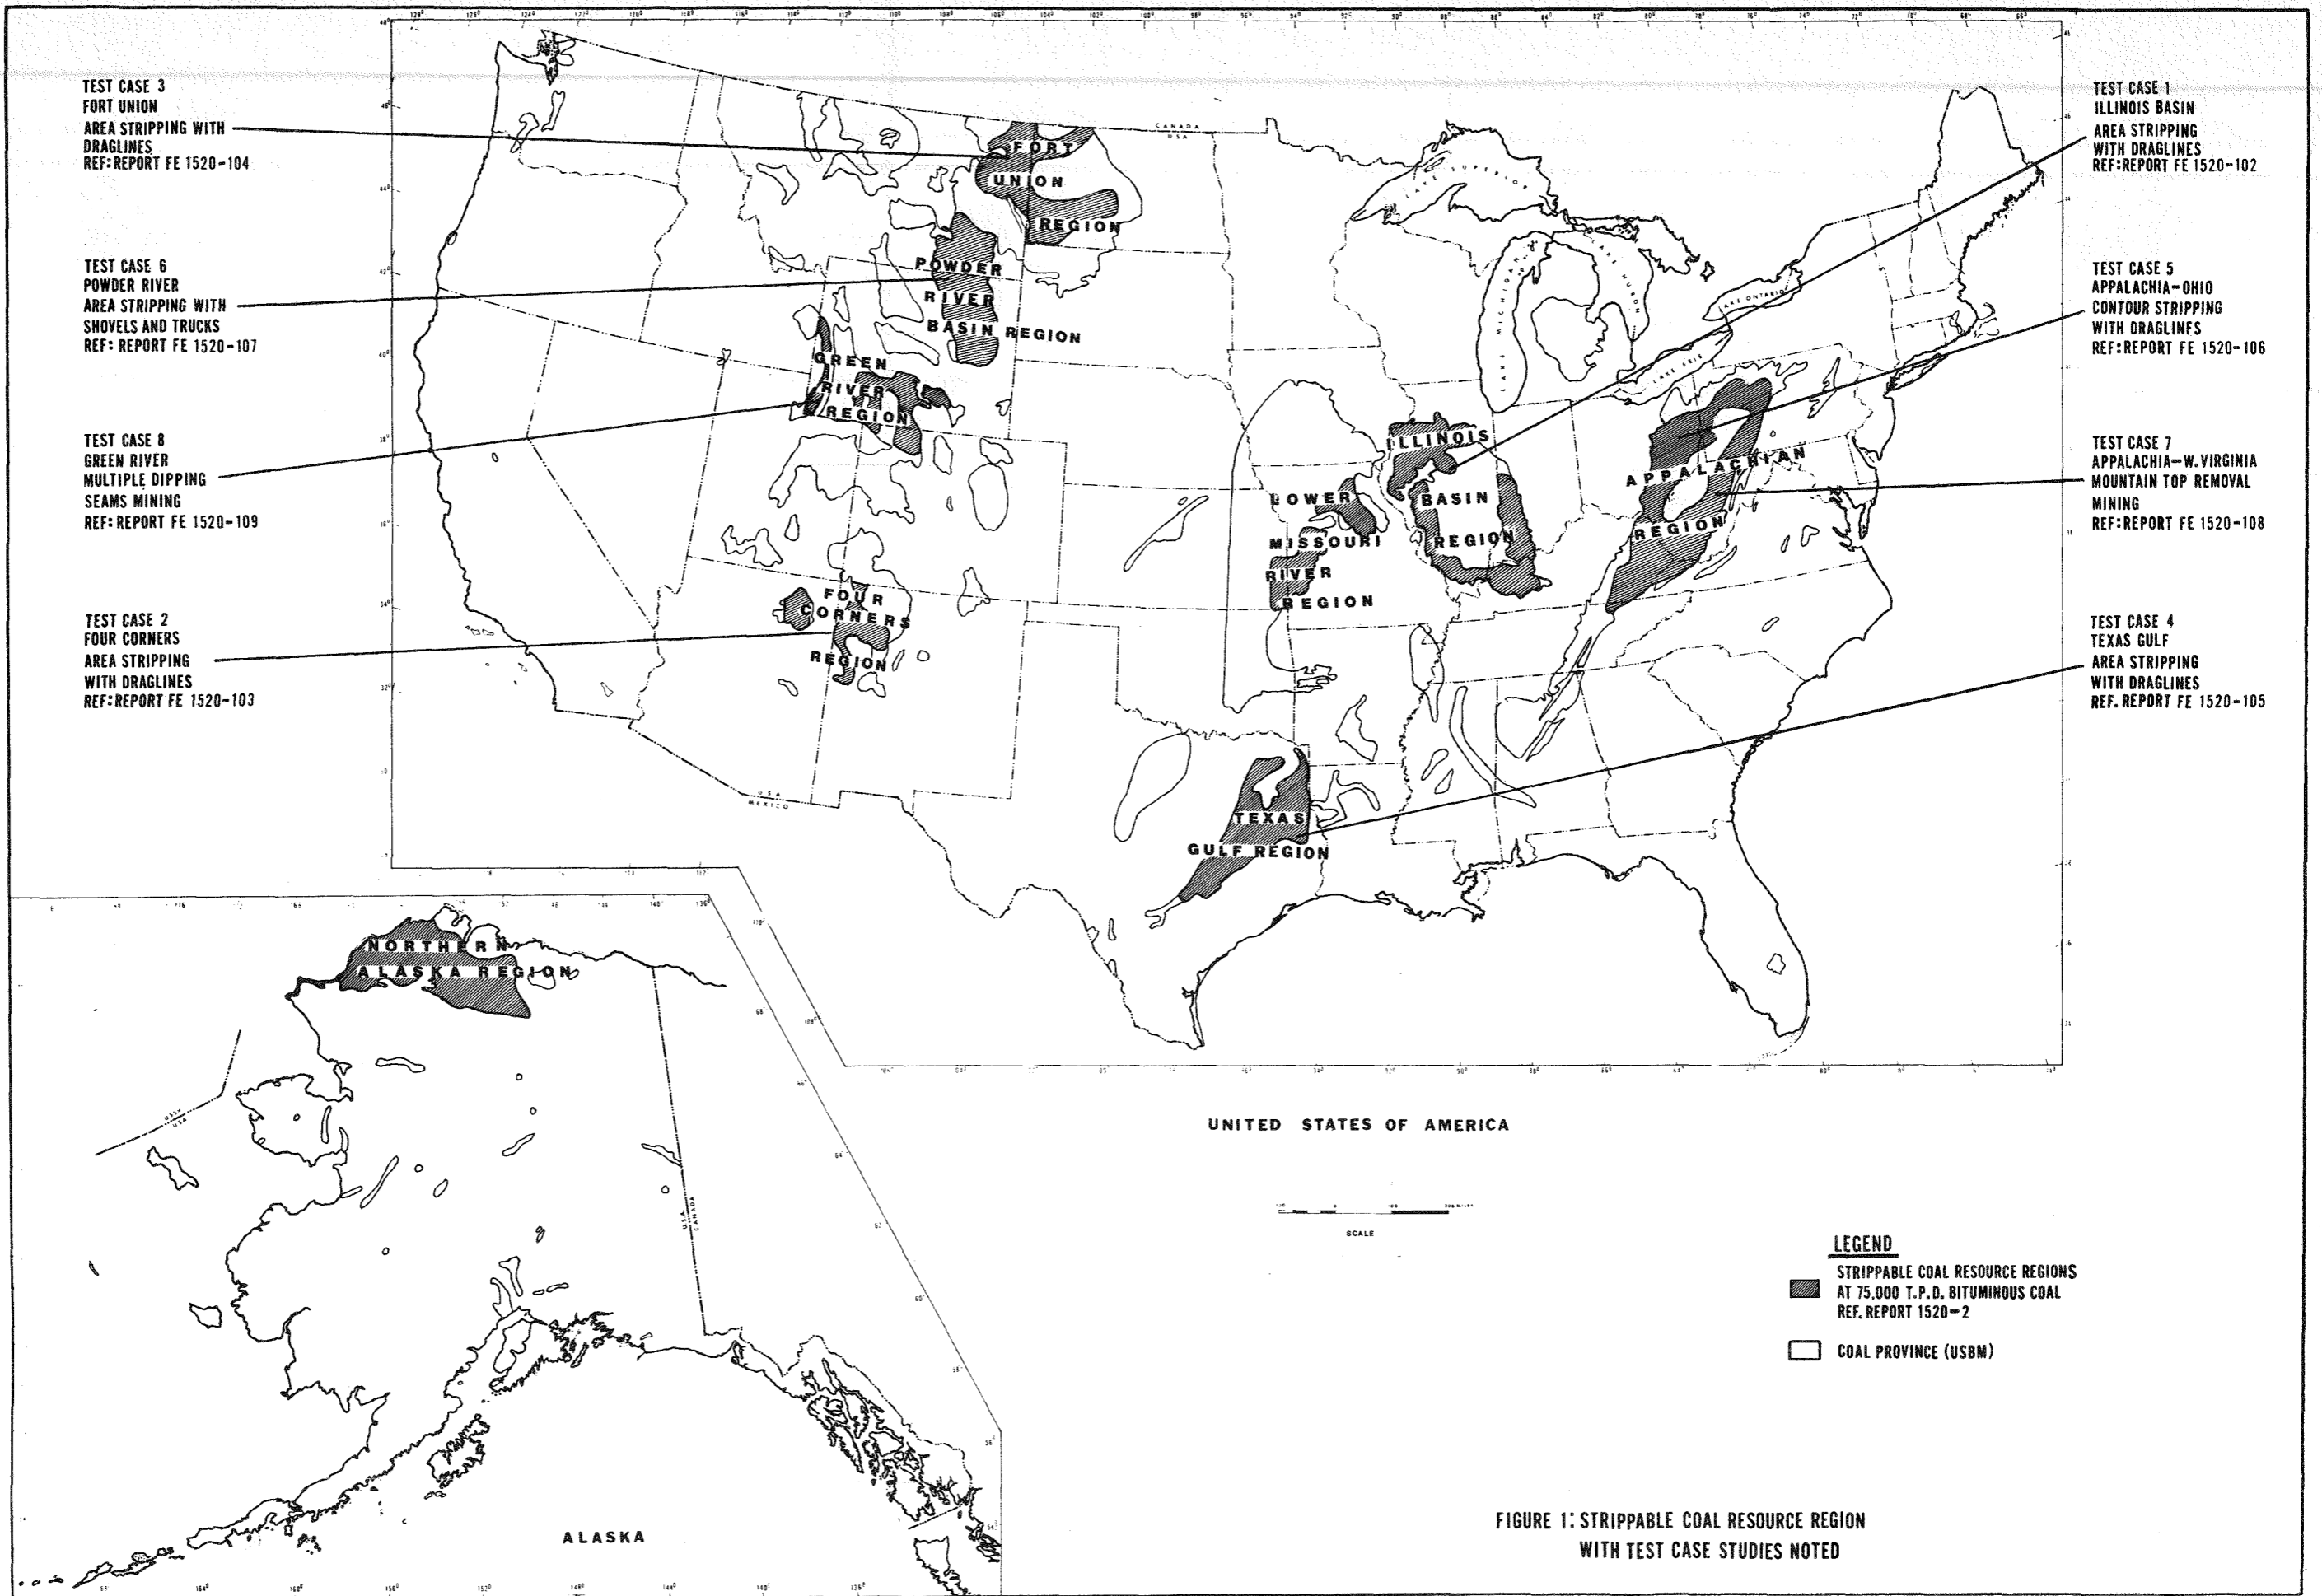 TEST CASE 3
FORT UNION
AREA STRIPPING WITH
DRAGLINES
REF:REPORT FE 1520-104
TEST CASE 6
POWDER RIVER
AREA STRIPPING WITH
SHOVELS AND TRUCKS
REF: REPORT FE 1520-107
TEST CASE 8
GREEN RIVER
MULTIPLE DIPPING
SEAMS MINING
REF: REPORT FE 1520-109
TEST CASE 2
FOUR CORNERS
AREA STRIPPING
WITH DRAGLINES
REF:REPORT FE 1520-103
TEST CASE 1
ILLINOIS BASIN
AREA STRIPPING
WITH DRAGLINES
REF:REPORT FE 1520-102
TEST CASE 5
APPALACHIA-OHIO
CONTOUR STRIPPING
WITH DRAGLINFS
REF:REPORT FE 1520-106
TEST CASE 7
APPALACHIA-W.VIRGINIA
MOUNTAIN TOP REMOVAL
MINING
REF:REPORT FE 1520-108
TEST CASE 4
TEXAS GULF
AREA STRIPPING
WITH DRAGLINES
REF. REPORT FE 1520-105
CANADA
USA
FORT
UNION
REGION
POWDER
RIVER
BASIN REGION
GREEN
RIVER
REGION
FOUR
CORNERS
REGION
LAKE SUPERIOR
LAKE MICHIGAN
LAKE HURON
LAKE ONTARIO
LAKE ERIE
ILLINOIS
BASIN
REGION
LOWER
MISSOURI
RIVER
REGION
APPALACHIAN
REGION
TEXAS
GULF REGION
USA
MEXICO
NORTHERN
ALASKA REGION
USSR
USA
USA
CANADA
ALASKA
UNITED STATES OF AMERICA
SCALE
LEGEND
STRIPPABLE COAL RESOURCE REGIONS
AT 75,000 T.P.D. BITUMINOUS COAL
REF. REPORT 1520-2
COAL PROVINCE (USBM)
FIGURE 1: STRIPPABLE COAL RESOURCE REGION
WITH TEST CASE STUDIES NOTED